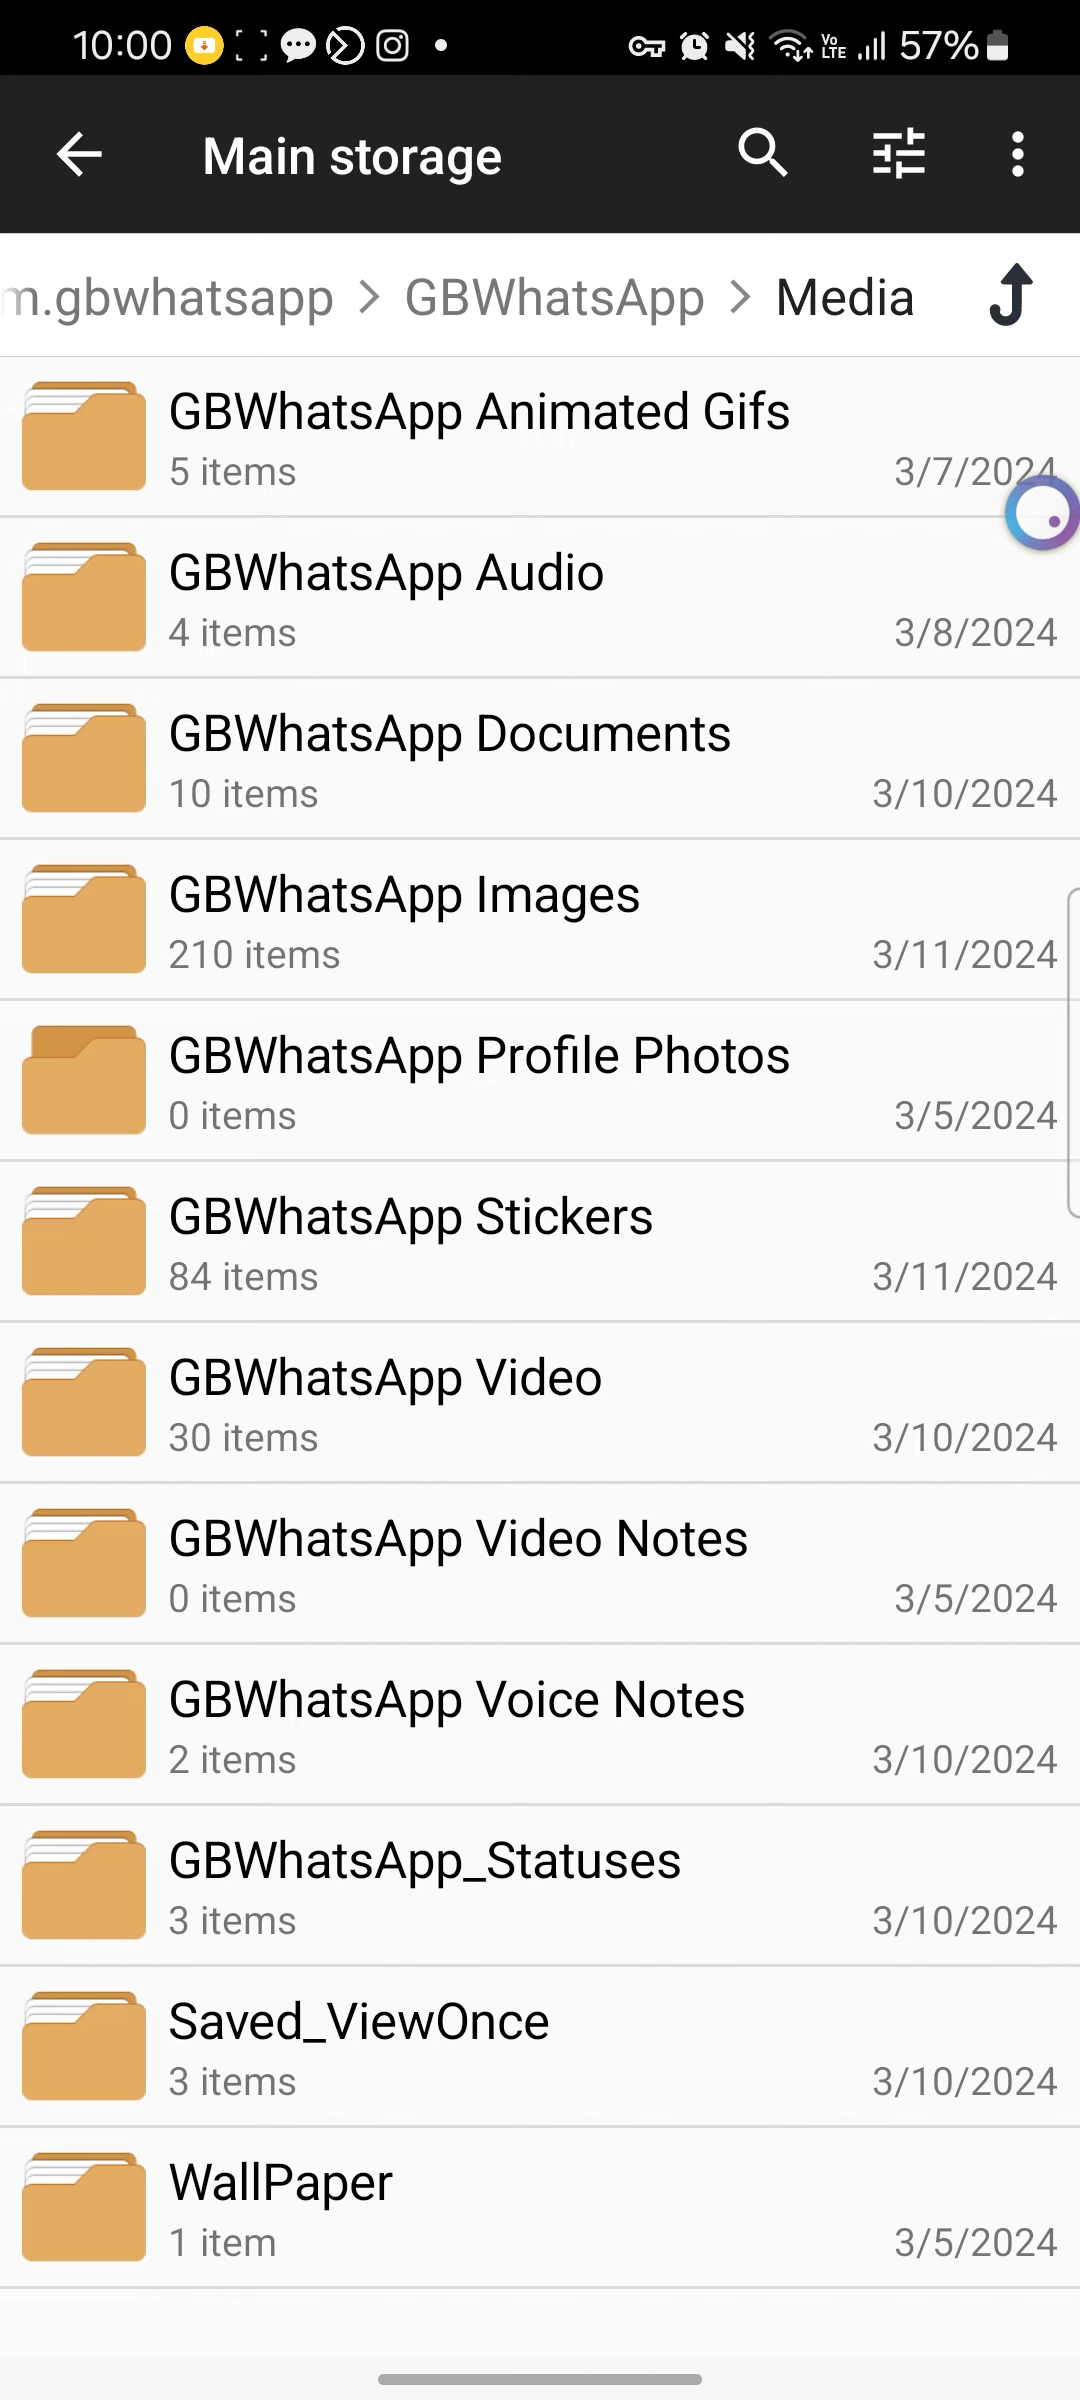 10:00 Vo LTE 57%
Main storage
m.gbwhatsapp > GBWhatsApp > Media
GBWhatsApp Animated Gifs
5 items 3/7/2024
GBWhatsApp Audio
4 items 3/8/2024
GBWhatsApp Documents
10 items 3/10/2024
GBWhatsApp Images
210 items 3/11/2024
GBWhatsApp Profile Photos
0 items 3/5/2024
GBWhatsApp Stickers
84 items 3/11/2024
GBWhatsApp Video
30 items 3/10/2024
GBWhatsApp Video Notes
0 items 3/5/2024
GBWhatsApp Voice Notes
2 items 3/10/2024
GBWhatsApp_Statuses
3 items 3/10/2024
Saved_ViewOnce
3 items 3/10/2024
WallPaper
1 item 3/5/2024